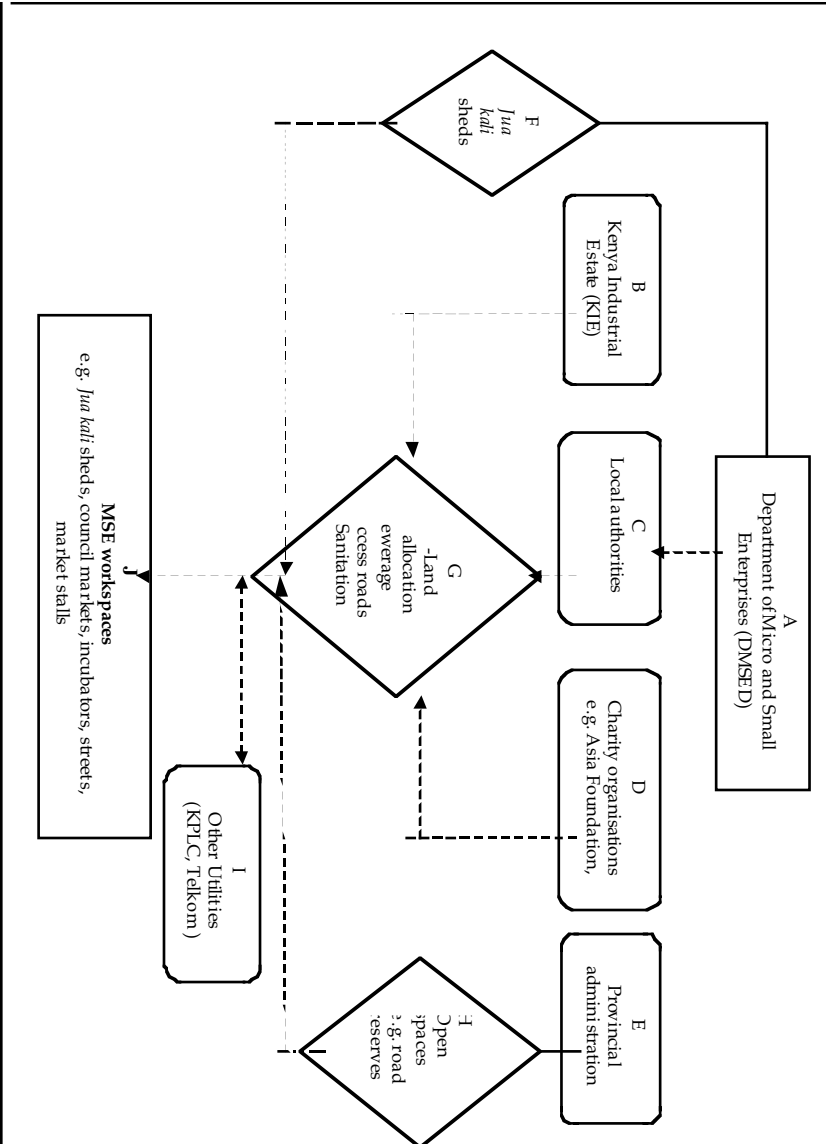 A
Department of Micro and Small
Enterprises (DMSED)
B
Kenya Industrial
Estate (KIE)
C
Local authorities
D
Charity organisations
e.g. Asia Foundation,
E
Provincial
administration
F
Jua
kali
sheds
G
-Land
allocation
ewerage
ccess roads
Sanitation
H
Open
spaces
e.g. road
eserves
I
Other Utilities
(KPLC, Telkom)
J
MSE workspaces
e.g. Jua kali sheds, council markets, incubators, streets,
market stalls